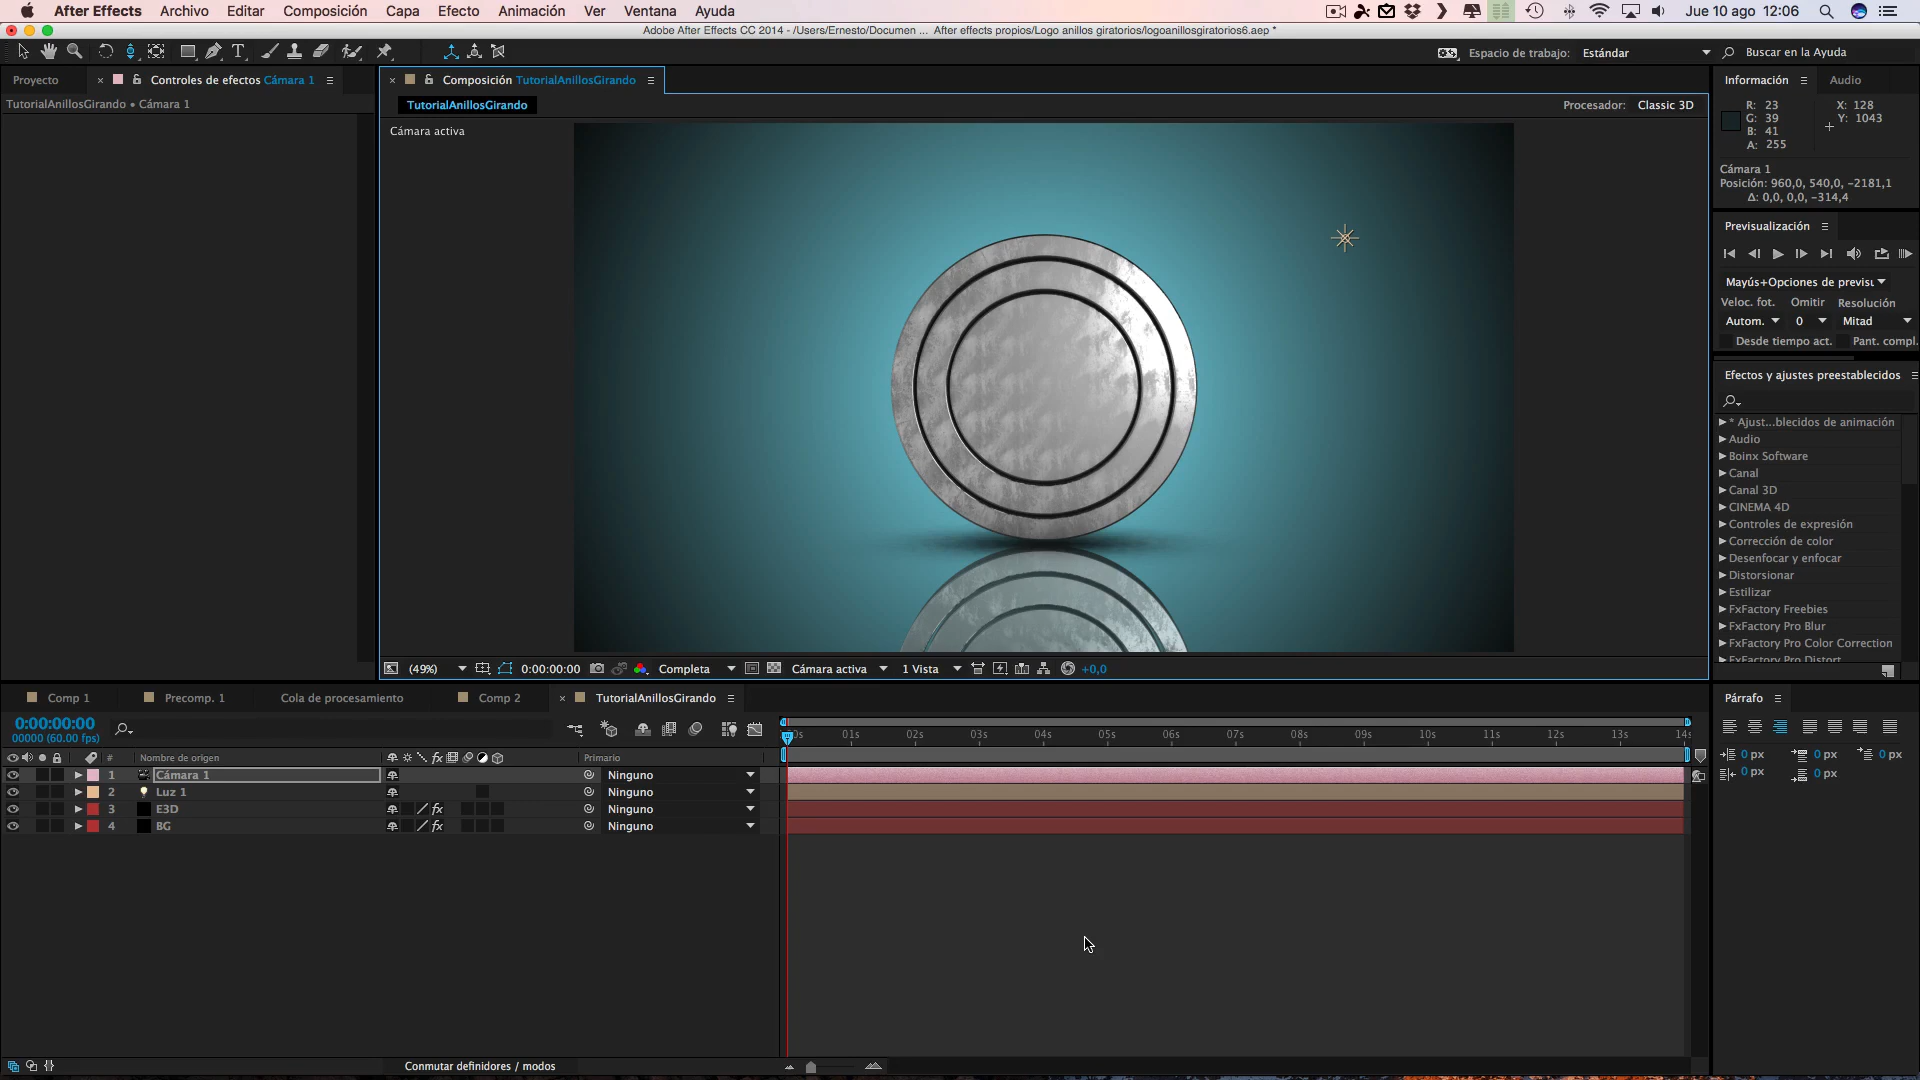 After Effects Archivo Editar Composición Capa Efecto Animación Ver Ventana Ayuda Jue 10 ago 12:06
Adobe After Effects CC 2014 - /Users/Ernesto/Documen ... After effects propios/Logo anillos giratorios/logoanillosgiratorios6.aep *
T Espacio de trabajo: Estándar Buscar en la Ayuda
Proyecto × Controles de efectos Cámara 1
TutorialAnillosGirando • Cámara 1
× Composición TutorialAnillosGirando
TutorialAnillosGirando
Procesador: Classic 3D
Cámara activa
(49%) 0:00:00:00 Completa Cámara activa 1 Vista +0,0
Información Audio
R: 23 X: 128
G: 39 Y: 1043
B: 41
A: 255
Cámara 1
Posición: 960,0, 540,0, -2181,1
Δ: 0,0, 0,0, -314,4
Previsualización
Mayús+Opciones de previsu
Veloc. fot. Omitir Resolución
Autom. 0 Mitad
Desde tiempo act. Pant. compl.
Efectos y ajustes preestablecidos
* Ajust...blecidos de animación
Audio
Boinx Software
Canal
Canal 3D
CINEMA 4D
Controles de expresión
Corrección de color
Desenfocar y enfocar
Distorsionar
Estilizar
FxFactory Freebies
FxFactory Pro Blur
FxFactory Pro Color Correction
FxFactory Pro Distort
Comp 1 Precomp. 1 Cola de procesamiento Comp 2 × TutorialAnillosGirando
0:00:00:00
00000 (60.00 fps)
01s 02s 03s 04s 05s 06s 07s 08s 09s 10s 11s 12s 13s 14s
# Nombre de origen fx Primario
1 Cámara 1 Ninguno
2 Luz 1 Ninguno
3 E3D fx Ninguno
4 BG fx Ninguno
Conmutar definidores / modos
Párrafo
0 px 0 px 0 px
0 px 0 px